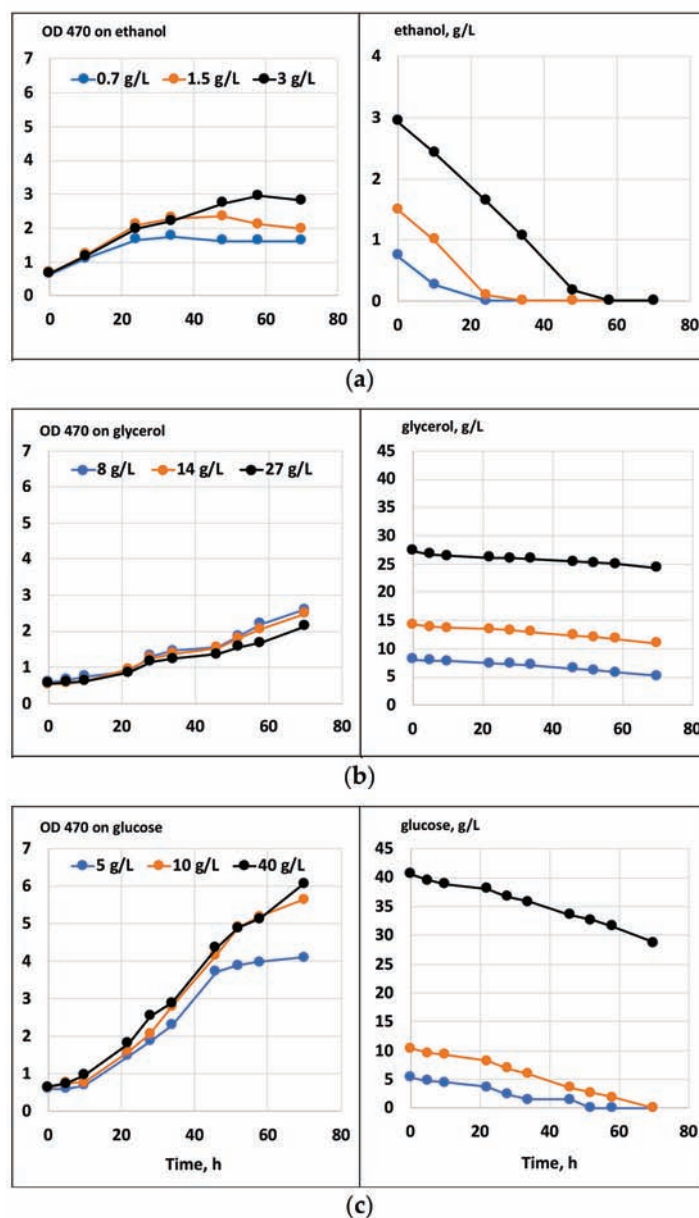 OD 470 on ethanol
7
6
5
4
3
2
1
0
0.7 g/L 1.5 g/L 3 g/L
0 20 40 60 80
ethanol, g/L
4
3
2
1
0
0 20 40 60 80
(a)
OD 470 on glycerol
7
6
5
4
3
2
1
0
8 g/L 14 g/L 27 g/L
0 20 40 60 80
glycerol, g/L
45
40
35
30
25
20
15
10
5
0
0 20 40 60 80
(b)
OD 470 on glucose
7
6
5
4
3
2
1
0
5 g/L 10 g/L 40 g/L
0 20 40 60 80
Time, h
glucose, g/L
45
40
35
30
25
20
15
10
5
0
0 20 40 60 80
Time, h
(c)